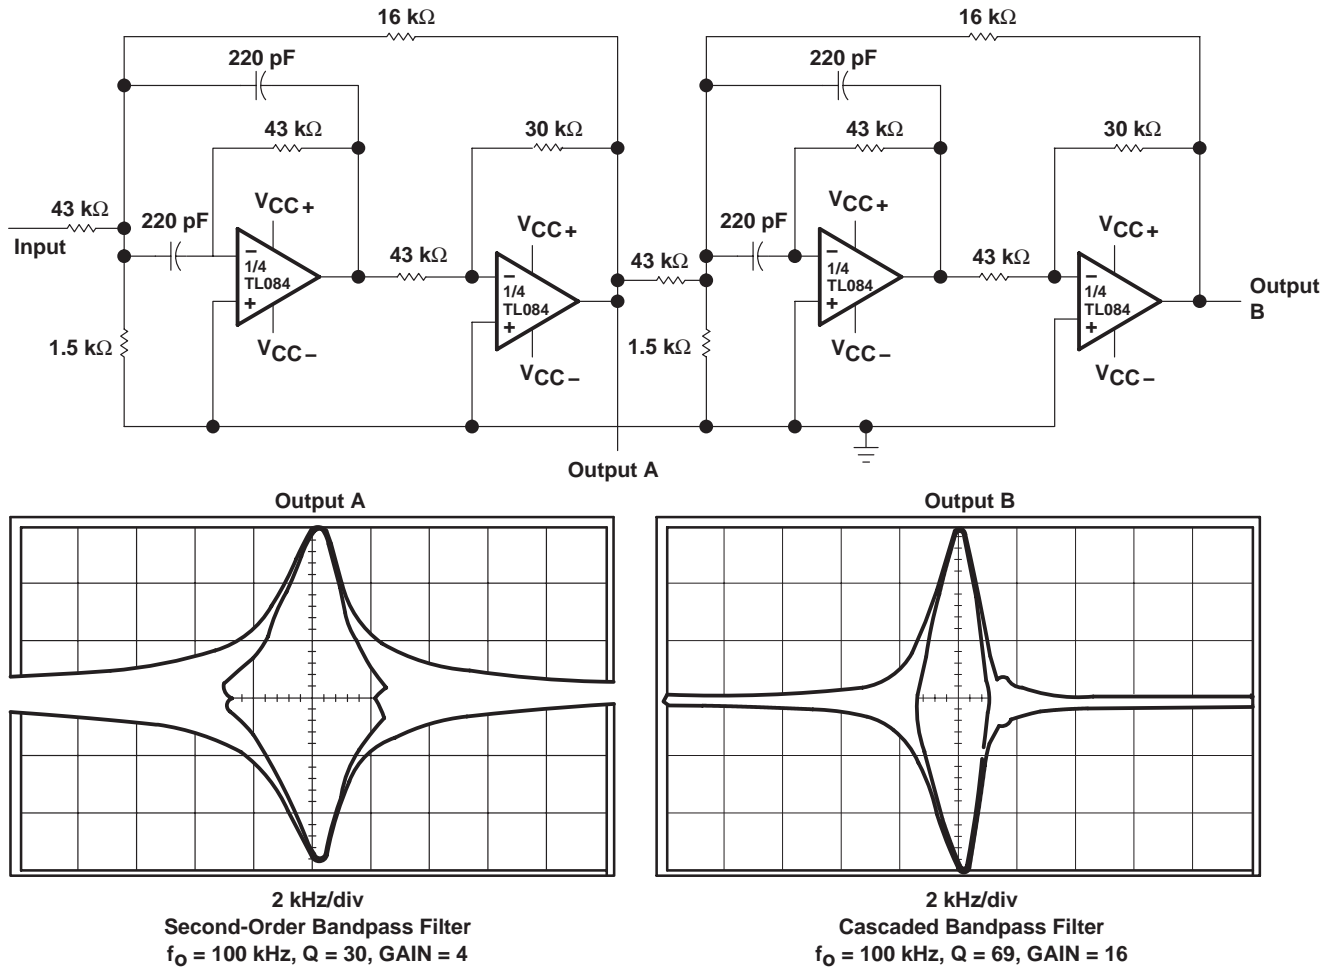 16 kΩ
16 kΩ
220 pF
220 pF
43 kΩ
30 kΩ
43 kΩ
30 kΩ
43 kΩ
Input
220 pF
VCC+
−
1/4
TL084
+
VCC−
43 kΩ
VCC+
−
1/4
TL084
+
VCC−
1.5 kΩ
43 kΩ
220 pF
VCC+
−
1/4
TL084
+
VCC−
43 kΩ
VCC+
−
1/4
TL084
+
VCC−
1.5 kΩ
Output
B
Output A
Output A
2 kHz/div
Second-Order Bandpass Filter
fo = 100 kHz, Q = 30, GAIN = 4
Output B
2 kHz/div
Cascaded Bandpass Filter
fo = 100 kHz, Q = 69, GAIN = 16